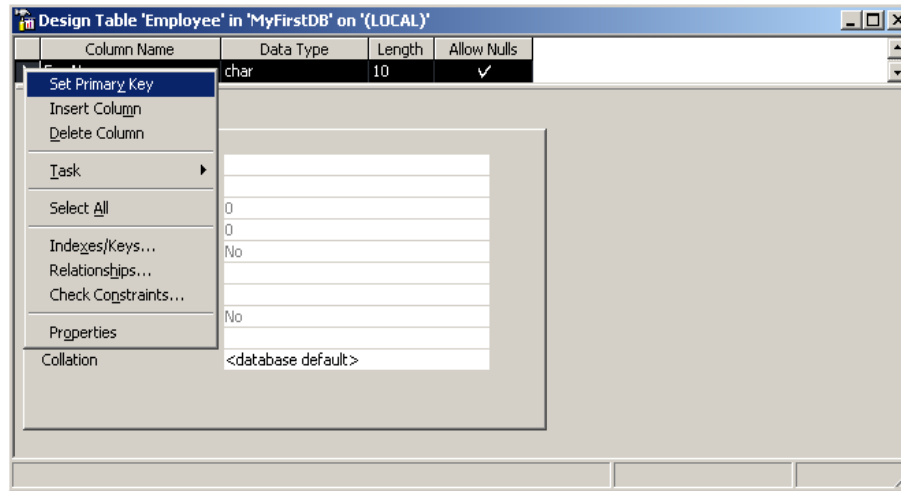 Design Table 'Employee' in 'MyFirstDB' on '(LOCAL)'
Column Name Data Type Length Allow Nulls
char 10
Set Primary Key
Insert Column
Delete Column
Task
Select All
0
0
Indexes/Keys...
No
Relationships...
Check Constraints...
No
Properties
Collation <database default>